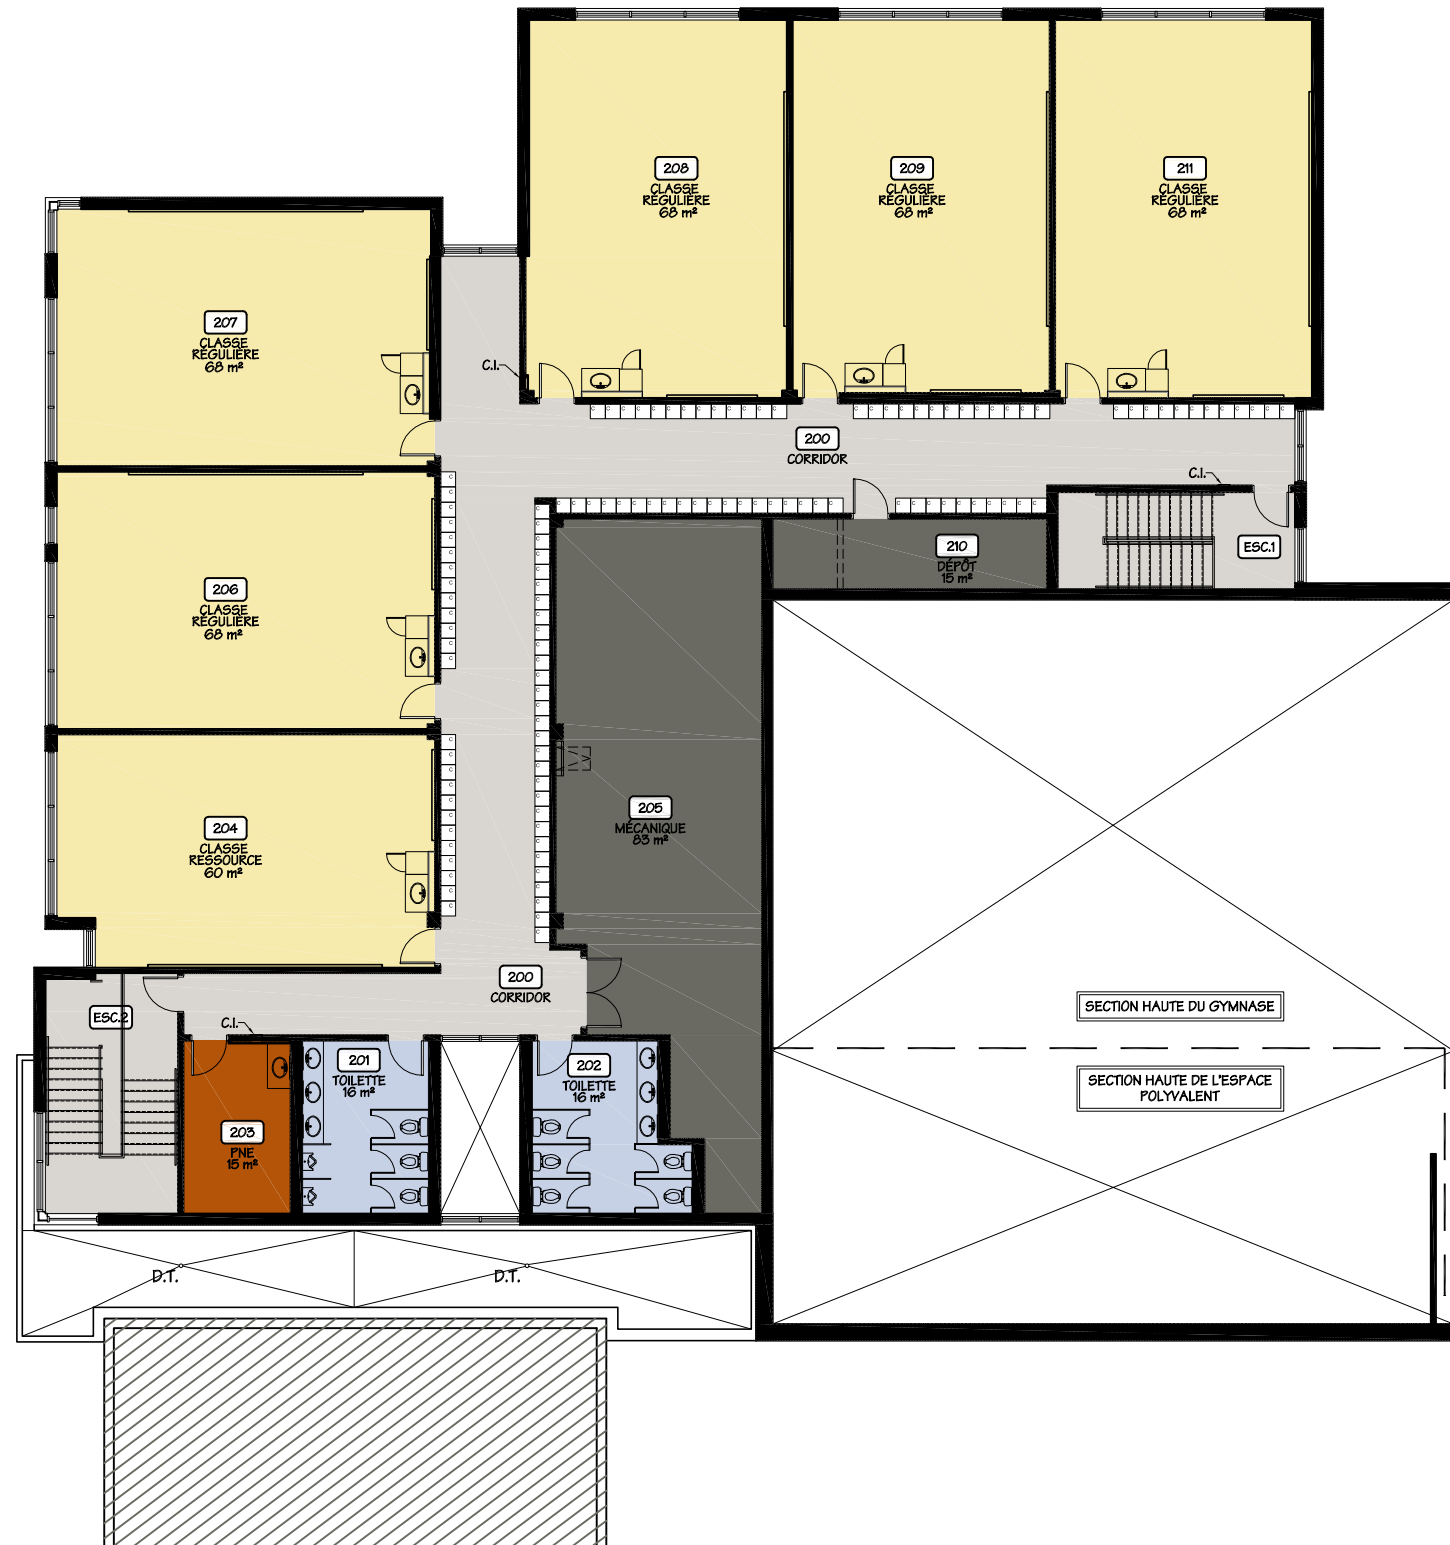 208
CLASSE
RÉGULIÈRE
68 m²
209
CLASSE
RÉGULIÈRE
68 m²
211
CLASSE
RÉGULIÈRE
68 m²
207
CLASSE
RÉGULIÈRE
68 m²
C.I.
200
CORRIDOR
C.I.
210
DÉPÔT
15 m²
ESC.1
206
CLASSE
RÉGULIÈRE
68 m²
205
MÉCANIQUE
83 m²
204
CLASSE
RESSOURCE
60 m²
200
CORRIDOR
ESC.2
C.I.
201
TOILETTE
16 m²
202
TOILETTE
16 m²
203
PNE
15 m²
SECTION HAUTE DU GYMNASE
SECTION HAUTE DE L'ESPACE
POLYVALENT
D.T.
D.T.